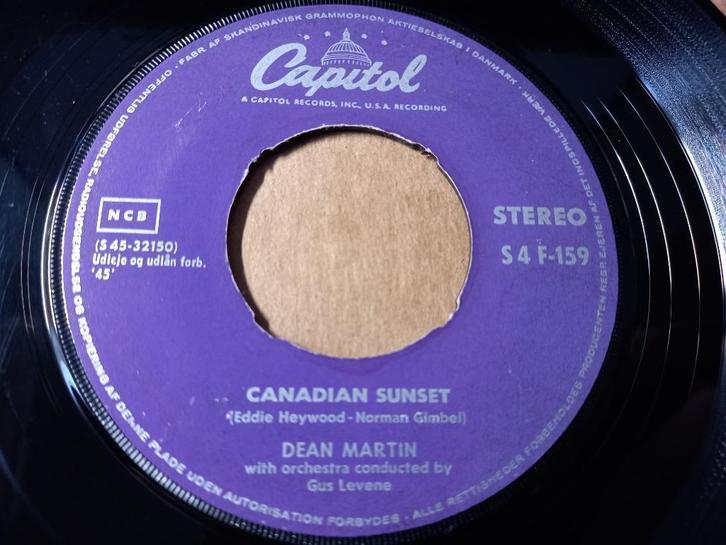 Capitol
A CAPITOL RECORDS, INC., U.S.A. RECORDING
NCB
(S 45-32150)
Udleje og udlån forb.
'45'
STEREO
S 4 F-159
CANADIAN SUNSET
(Eddie Heywood - Norman Gimbel)
DEAN MARTIN
with orchestra conducted by
Gus Levene
FABR. AF SKANDINAVISK GRAMMOPHON AKTIESELSKAB I DANMARK · ALLE RETTIGHEDER FORBEHOLDES PRODUCENTEN RESP. EJEREN AF DET INDSPILLEDE VÆRK · OFFENTLIG UDFØRELSE, RADIOUDSENDELSE OG KOPIERING AF DENNE PLADE UDEN AUTORISATION FORBYDES ·